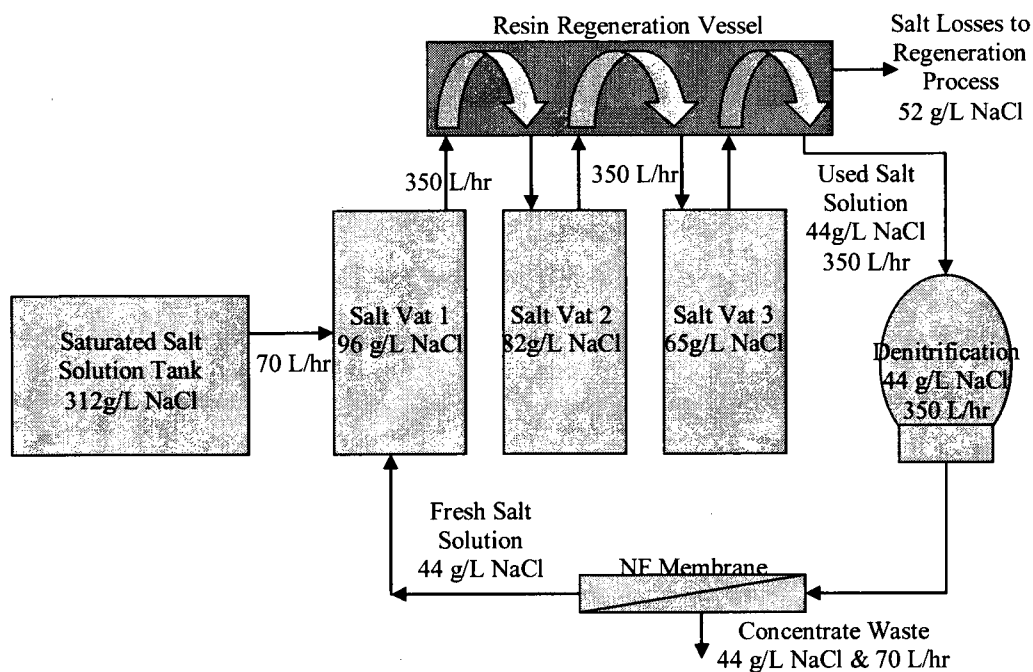 Resin Regeneration Vessel
Salt Losses to
Regeneration
Process
52 g/L NaCl
350 L/hr
350 L/hr
Used Salt
Solution
44g/L NaCl
350 L/hr
Saturated Salt
Solution Tank
312g/L NaCl
70 L/hr
Salt Vat 1
96 g/L NaCl
Salt Vat 2
82g/L NaCl
Salt Vat 3
65g/L NaCl
Denitrification
44 g/L NaCl
350 L/hr
Fresh Salt
Solution
44 g/L NaCl
NF Membrane
Concentrate Waste
44 g/L NaCl & 70 L/hr